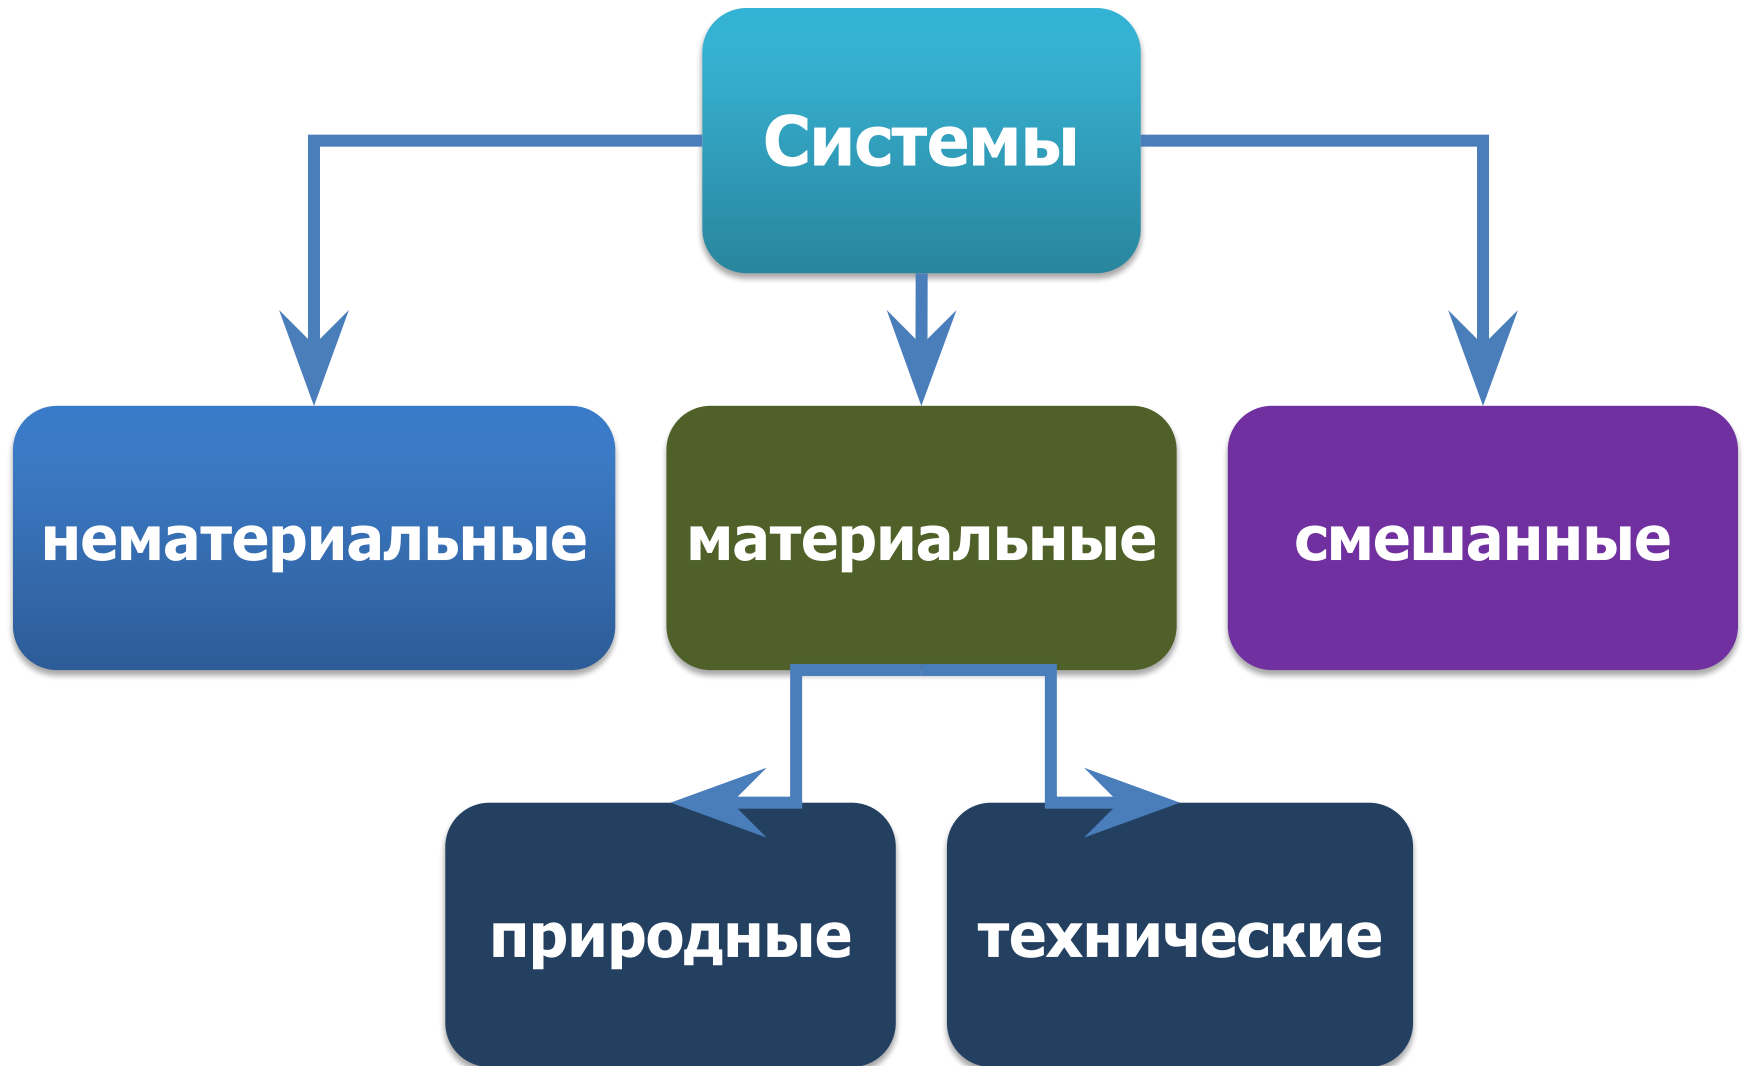 Системы
нематериальные
материальные
смешанные
природные
технические